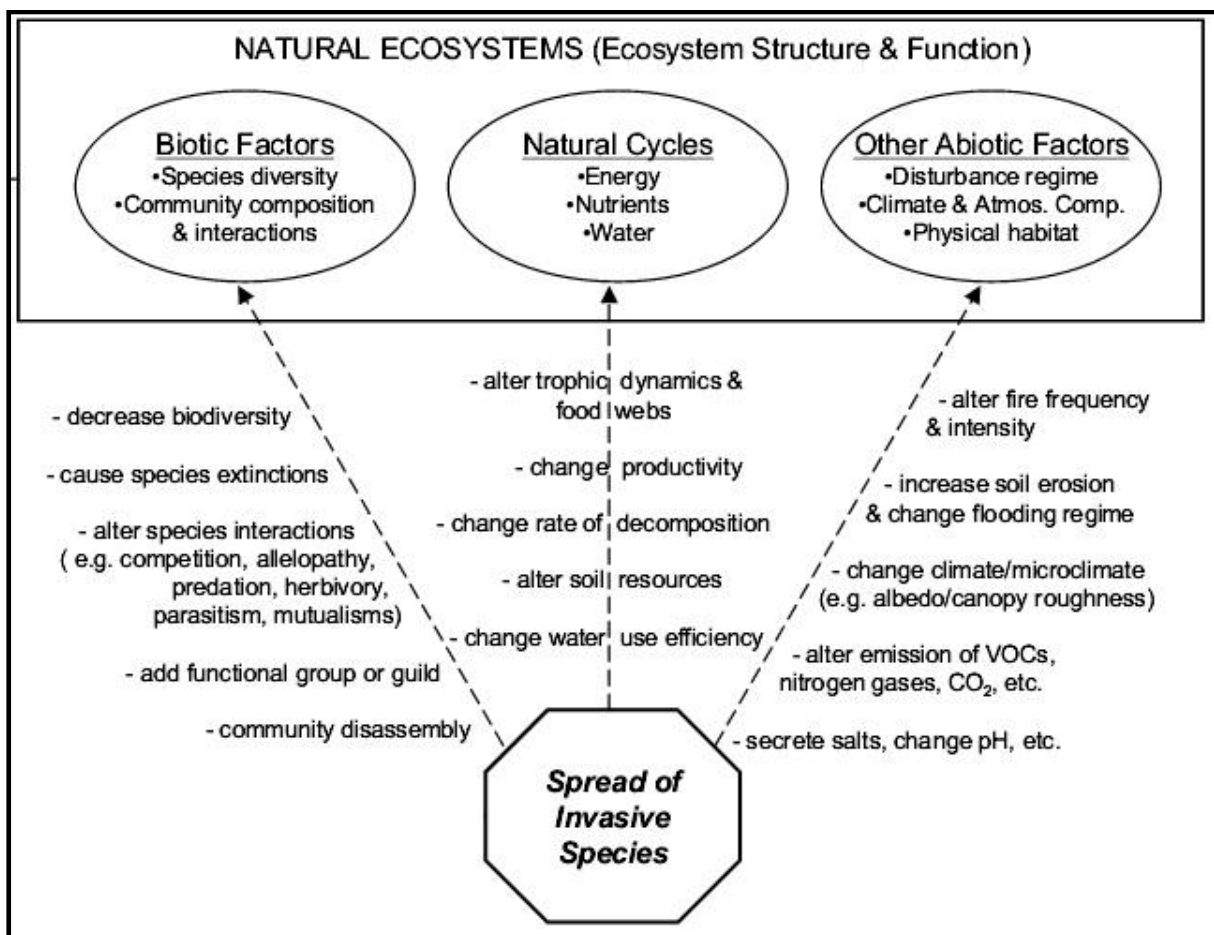 NATURAL ECOSYSTEMS (Ecosystem Structure & Function)
Biotic Factors
•Species diversity
•Community composition
& interactions
Natural Cycles
•Energy
•Nutrients
•Water
Other Abiotic Factors
•Disturbance regime
•Climate & Atmos. Comp.
•Physical habitat
- decrease biodiversity
- cause species extinctions
- alter species interactions
( e.g. competition, allelopathy,
predation, herbivory,
parasitism, mutualisms)
- add functional group or guild
- community disassembly
- alter trophic dynamics &
food webs
- change productivity
- change rate of decomposition
- alter soil resources
- change water use efficiency
- alter fire frequency
& intensity
- increase soil erosion
& change flooding regime
- change climate/microclimate
(e.g. albedo/canopy roughness)
- alter emission of VOCs,
nitrogen gases, CO₂, etc.
- secrete salts, change pH, etc.
Spread of
Invasive
Species